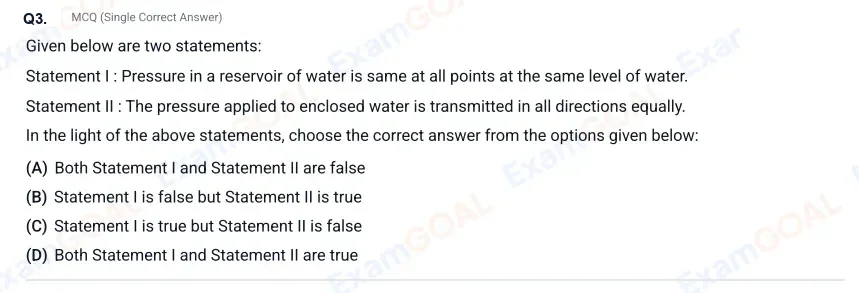 Q3. MCQ (Single Correct Answer)
Given below are two statements:
Statement I : Pressure in a reservoir of water is same at all points at the same level of water.
Statement II : The pressure applied to enclosed water is transmitted in all directions equally.
In the light of the above statements, choose the correct answer from the options given below:
(A) Both Statement I and Statement II are false
(B) Statement I is false but Statement II is true
(C) Statement I is true but Statement II is false
(D) Both Statement I and Statement II are true